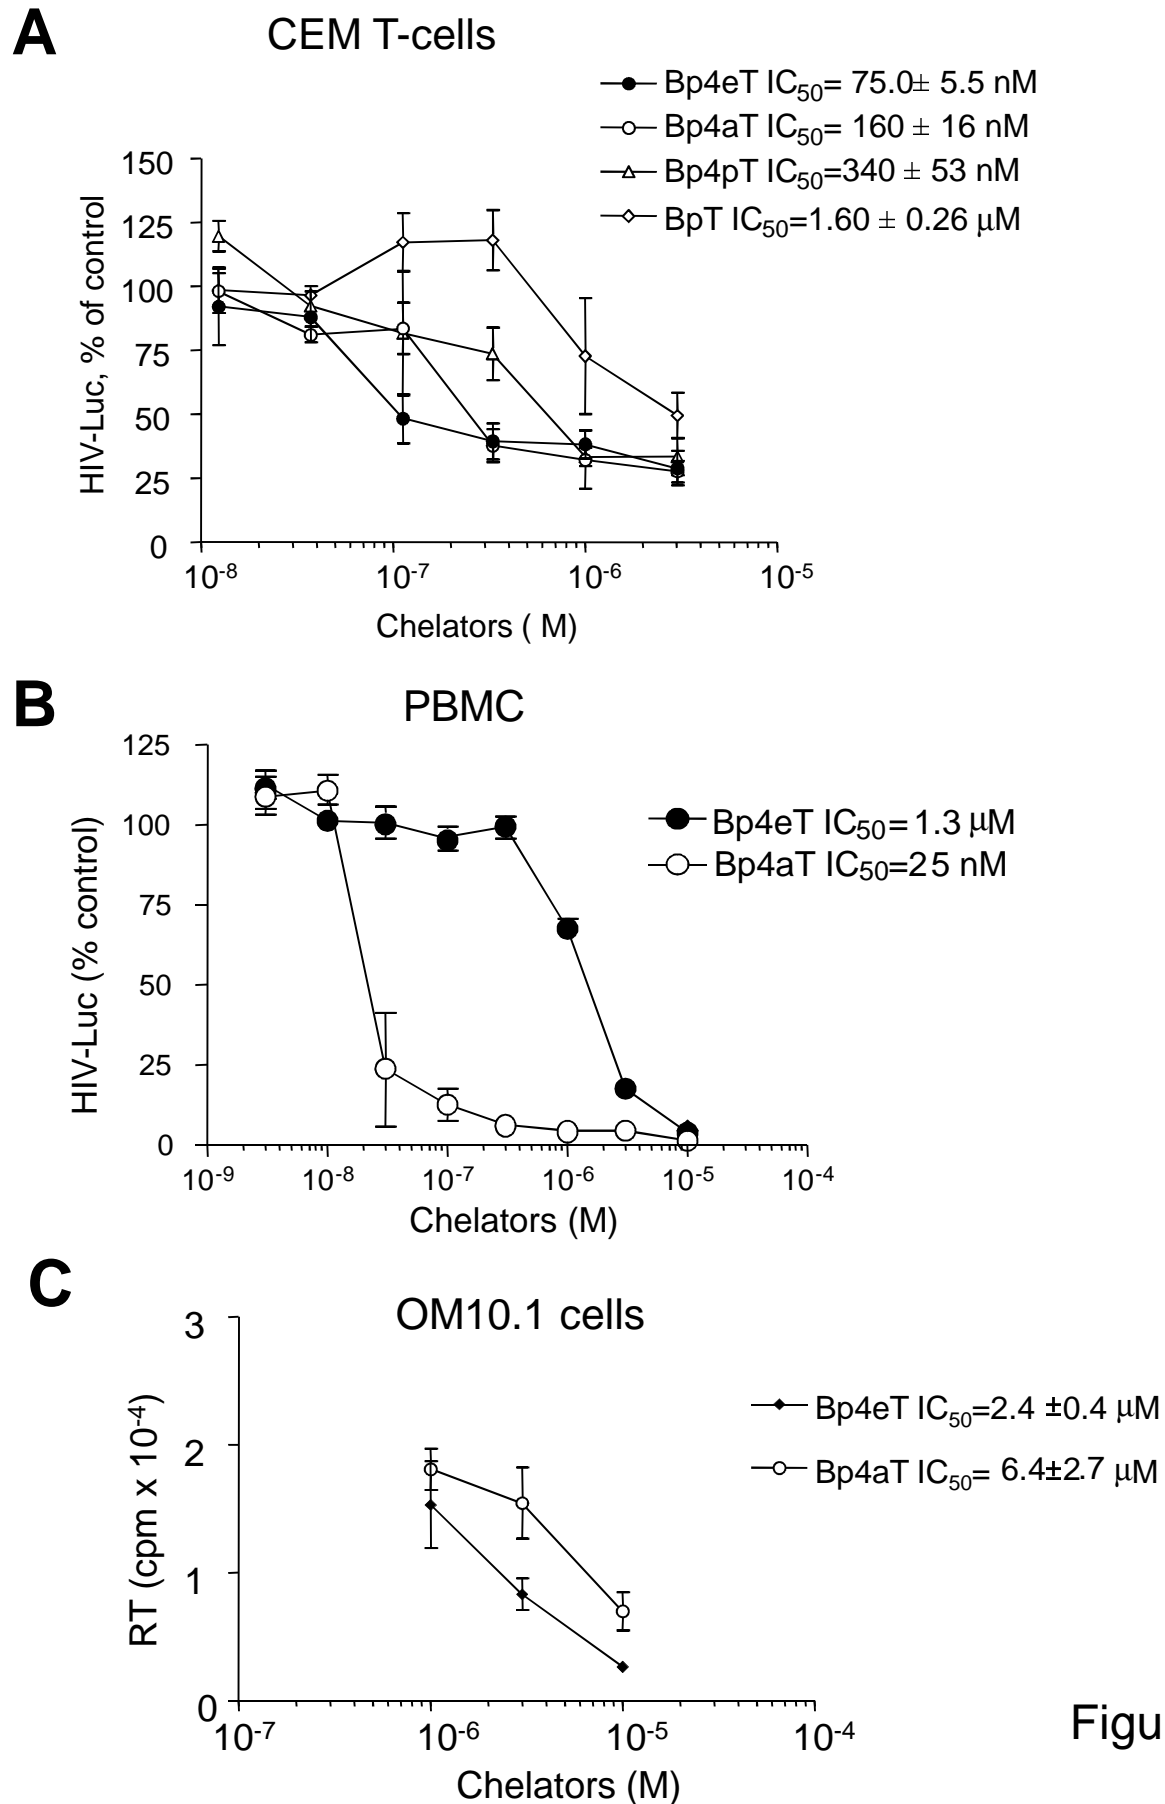 A
CEM T-cells
Bp4eT IC50= 75.0± 5.5 nM
Bp4aT IC50= 160 ± 16 nM
Bp4pT IC50=340 ± 53 nM
BpT IC50=1.60 ± 0.26 µM
HIV-Luc, % of control
150
125
100
75
50
25
0
10-8
10-7
10-6
10-5
Chelators ( M)
B
PBMC
Bp4eT IC50=1.3 µM
Bp4aT IC50=25 nM
HIV-Luc (% control)
125
100
75
50
25
0
10-9
10-8
10-7
10-6
10-5
10-4
Chelators (M)
C
OM10.1 cells
Bp4eT IC50=2.4 ±0.4 µM
Bp4aT IC50= 6.4±2.7 µM
RT (cpm x 10-4)
3
2
1
0
10-7
10-6
10-5
10-4
Chelators (M)
Figu